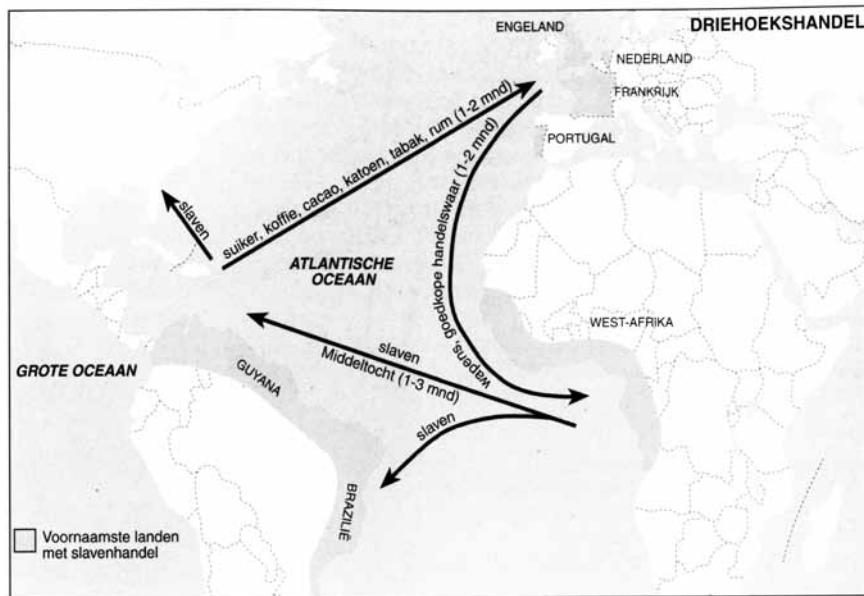 DRIEHOEKSHANDEL
ENGELAND
NEDERLAND
FRANKRIJK
PORTUGAL
suiker, koffie, cacao, katoen, tabak, rum (1-2 mnd)
slaven
wapens, goedkope handelswaar (1-2 mnd)
ATLANTISCHE
OCEAAN
WEST-AFRIKA
GROTE OCEAAN
GUYANA
slaven
Middeltocht (1-3 mnd)
slaven
BRAZILIË
Voornaamste landen
met slavenhandel